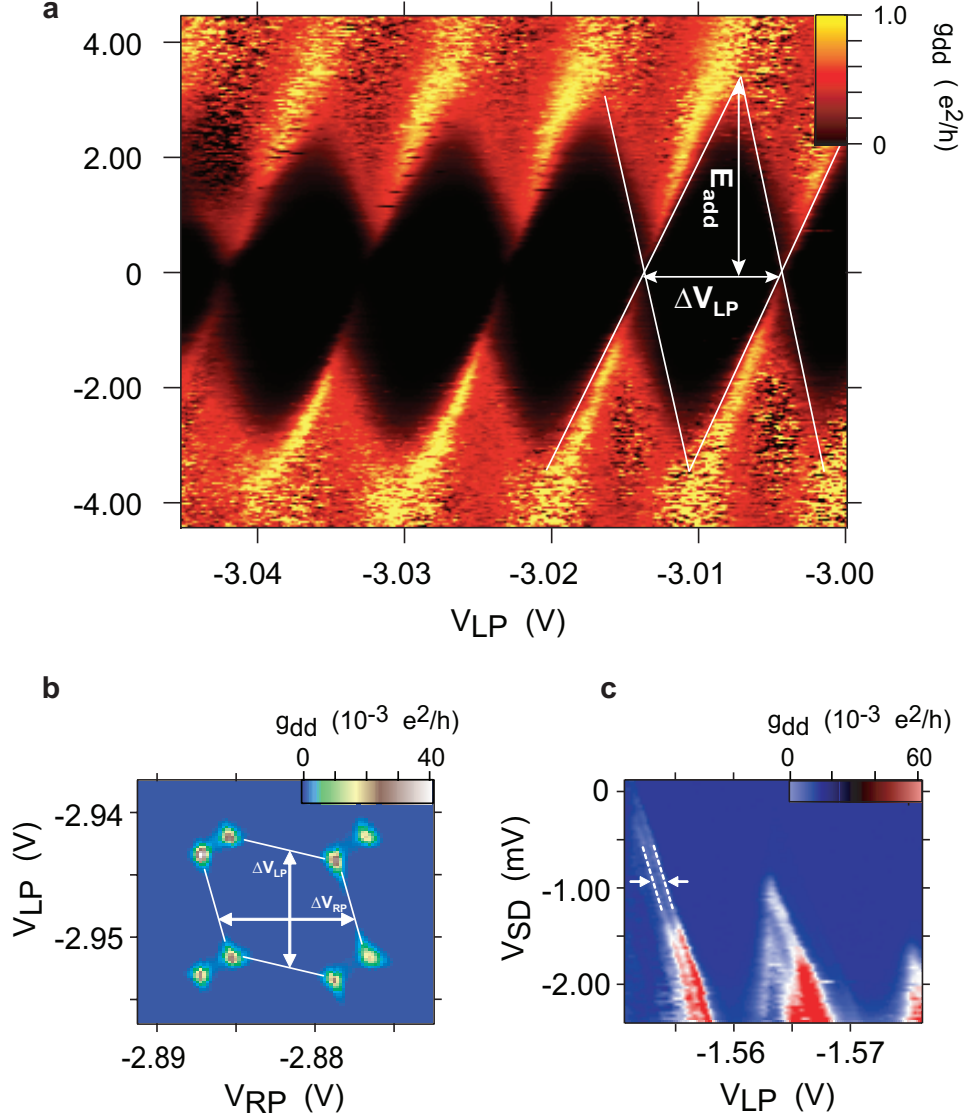 a
4.00
2.00
0
-2.00
-4.00
1.0
0
gdd ( e²/h)
Eadd
ΔVLP
-3.04
-3.03
-3.02
-3.01
-3.00
VLP (V)
b
gdd (10⁻³ e²/h)
0
40
-2.94
-2.95
VLP (V)
ΔVLP
ΔVRP
-2.89
-2.88
VRP (V)
c
gdd (10⁻³ e²/h)
0
60
0
-1.00
-2.00
VSD (mV)
-1.56
-1.57
VLP (V)